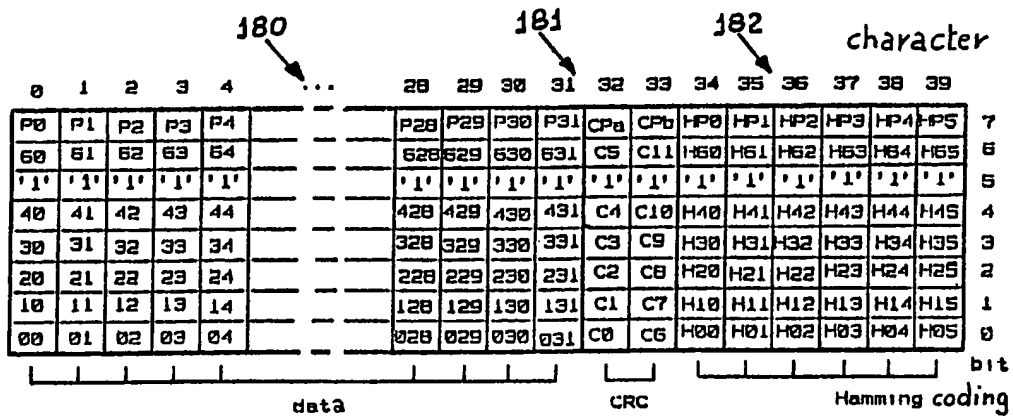 180 181 182 character
0 1 2 3 4 ... 28 29 30 31 32 33 34 35 36 37 38 39
P0 P1 P2 P3 P4 P28 P29 P30 P31 CPa CPb HP0 HP1 HP2 HP3 HP4 HP5 7
60 61 62 63 64 628 629 630 631 C5 C11 H60 H61 H62 H63 H64 H65 6
'1' '1' '1' '1' '1' '1' '1' '1' '1' '1' '1' '1' '1' '1' '1' '1' '1' 5
40 41 42 43 44 428 429 430 431 C4 C10 H40 H41 H42 H43 H44 H45 4
30 31 32 33 34 328 329 330 331 C3 C9 H30 H31 H32 H33 H34 H35 3
20 21 22 23 24 228 229 230 231 C2 C8 H20 H21 H22 H23 H24 H25 2
10 11 12 13 14 128 129 130 131 C1 C7 H10 H11 H12 H13 H14 H15 1
00 01 02 03 04 028 029 030 031 C0 C6 H00 H01 H02 H03 H04 H05 0
bit
data CRC Hamming coding